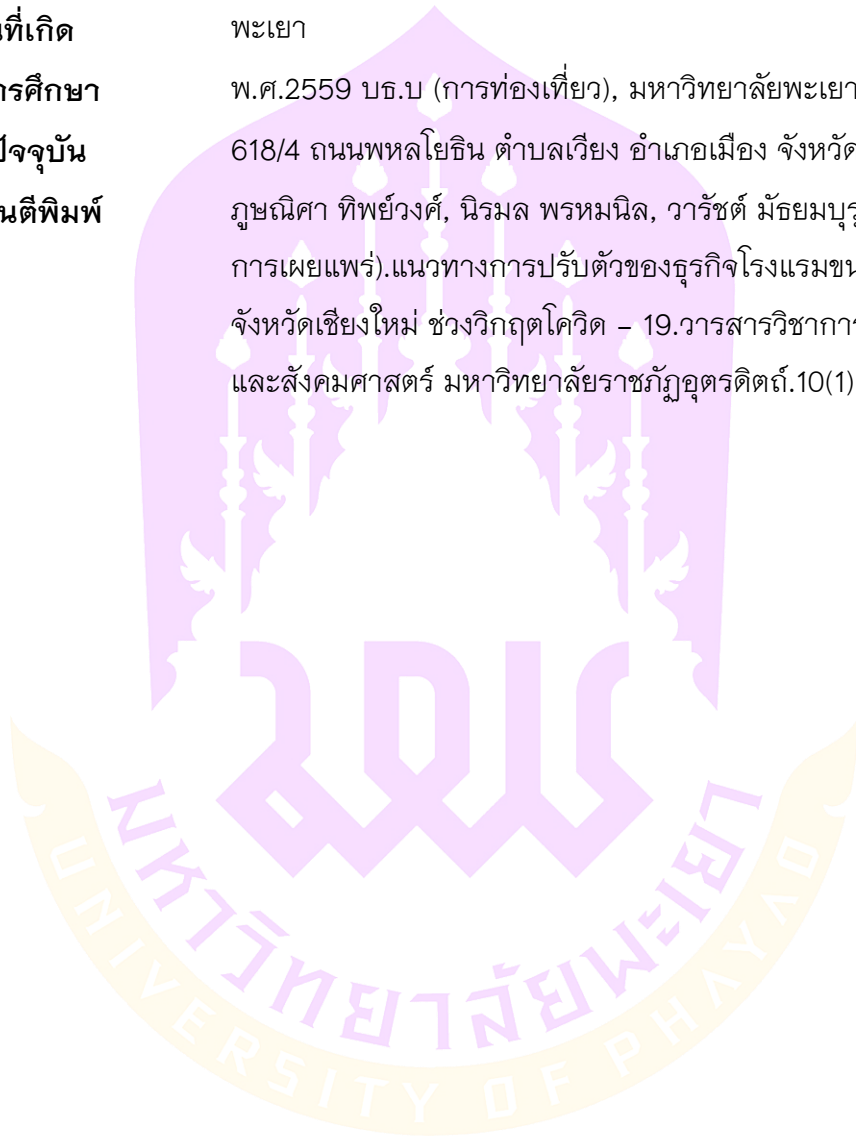 นที่เกิด พะเยา
ารศึกษา พ.ศ.2559 บธ.บ (การท่องเที่ยว), มหาวิทยาลัยพะเยา
ปัจจุบัน 618/4 ถนนพหลโยธิน ตำบลเวียง อำเภอเมือง จังหวัด
นตีพิมพ์ ภูษณิศา ทิพย์วงศ์, นิรมล พรหมนิล, วารัชต์ มัธยมบุรุ
การเผยแพร่).แนวทางการปรับตัวของธุรกิจโรงแรมขน
จังหวัดเชียงใหม่ ช่วงวิกฤตโควิด – 19.วารสารวิชาการ
และสังคมศาสตร์ มหาวิทยาลัยราชภัฏอุตรดิตถ์.10(1)
มหาวิทยาลัยพะเยา
UNIVERSITY OF PHAYAO